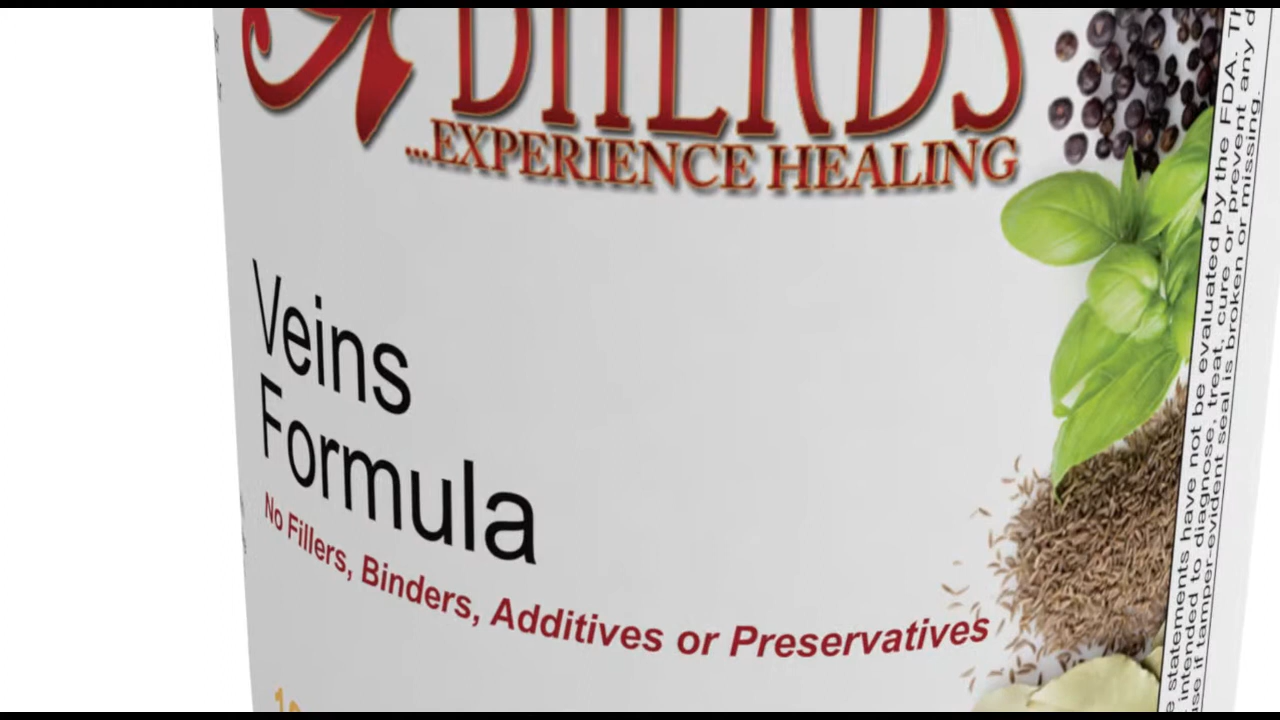 ...EXPERIENCE HEALING
Veins
Formula
No Fillers, Binders, Additives or Preservatives
statements have not be evaluated by the FDA.
intended to diagnose, treat, cure or prevent any
if tamper-evident seal is broken or missing.